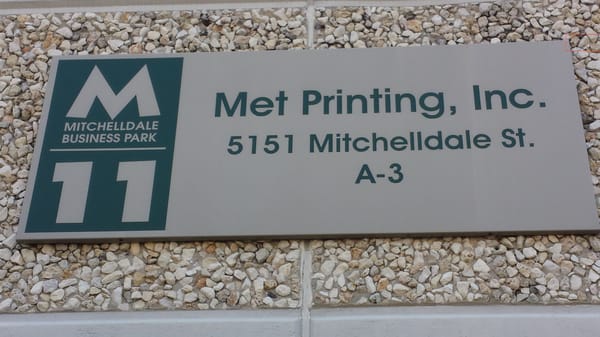 M
MITCHELLDALE
BUSINESS PARK
11
Met Printing, Inc.
5151 Mitchelldale St.
A-3